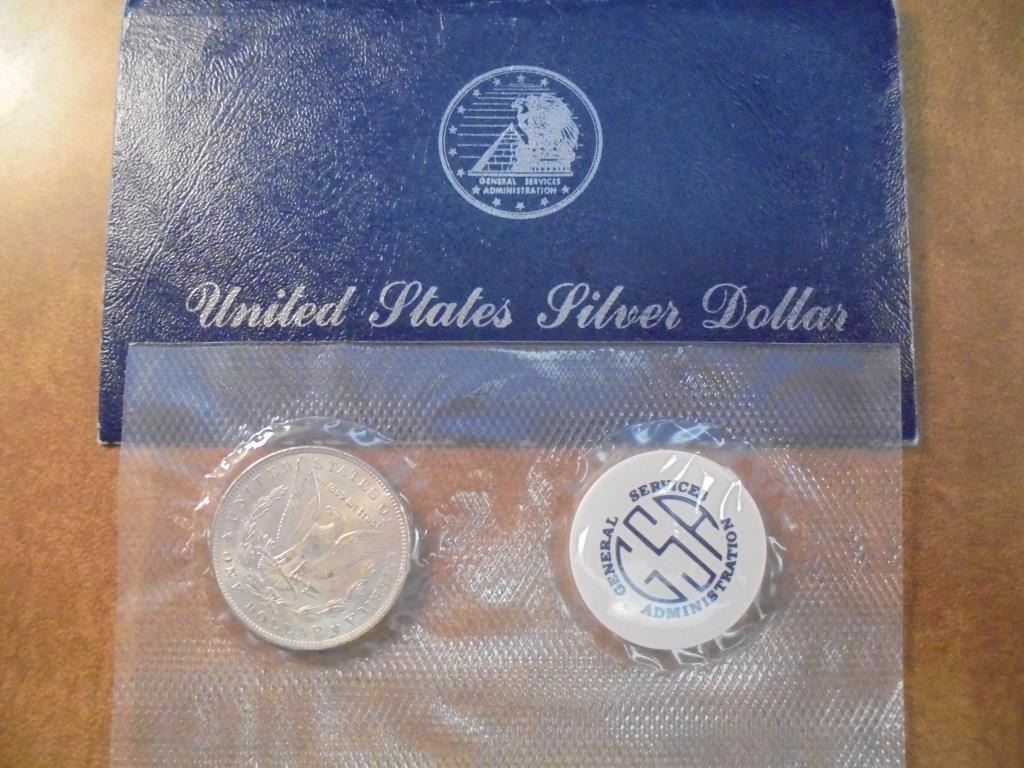 GENERAL SERVICES
ADMINISTRATION
United States Silver Dollar
UNITED STATES OF AMERICA
In God we trust
ONE DOLLAR
GSA
GENERAL SERVICES ADMINISTRATION